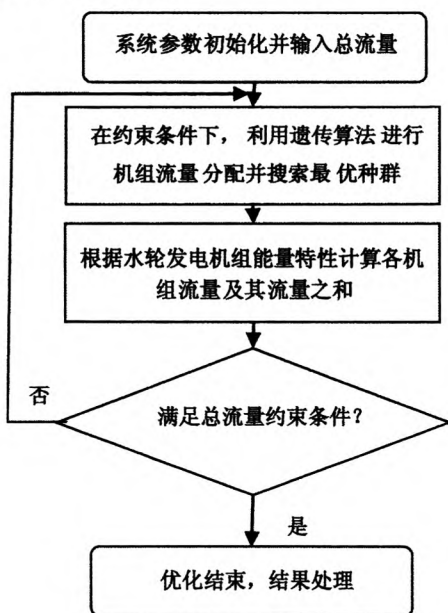 系统参数初始化并输入总流量
在约束条件下，利用遗传算法进行
机组流量分配并搜索最优种群
根据水轮发电机组能量特性计算各机
组流量及其流量之和
否
满足总流量约束条件？
是
优化结束，结果处理